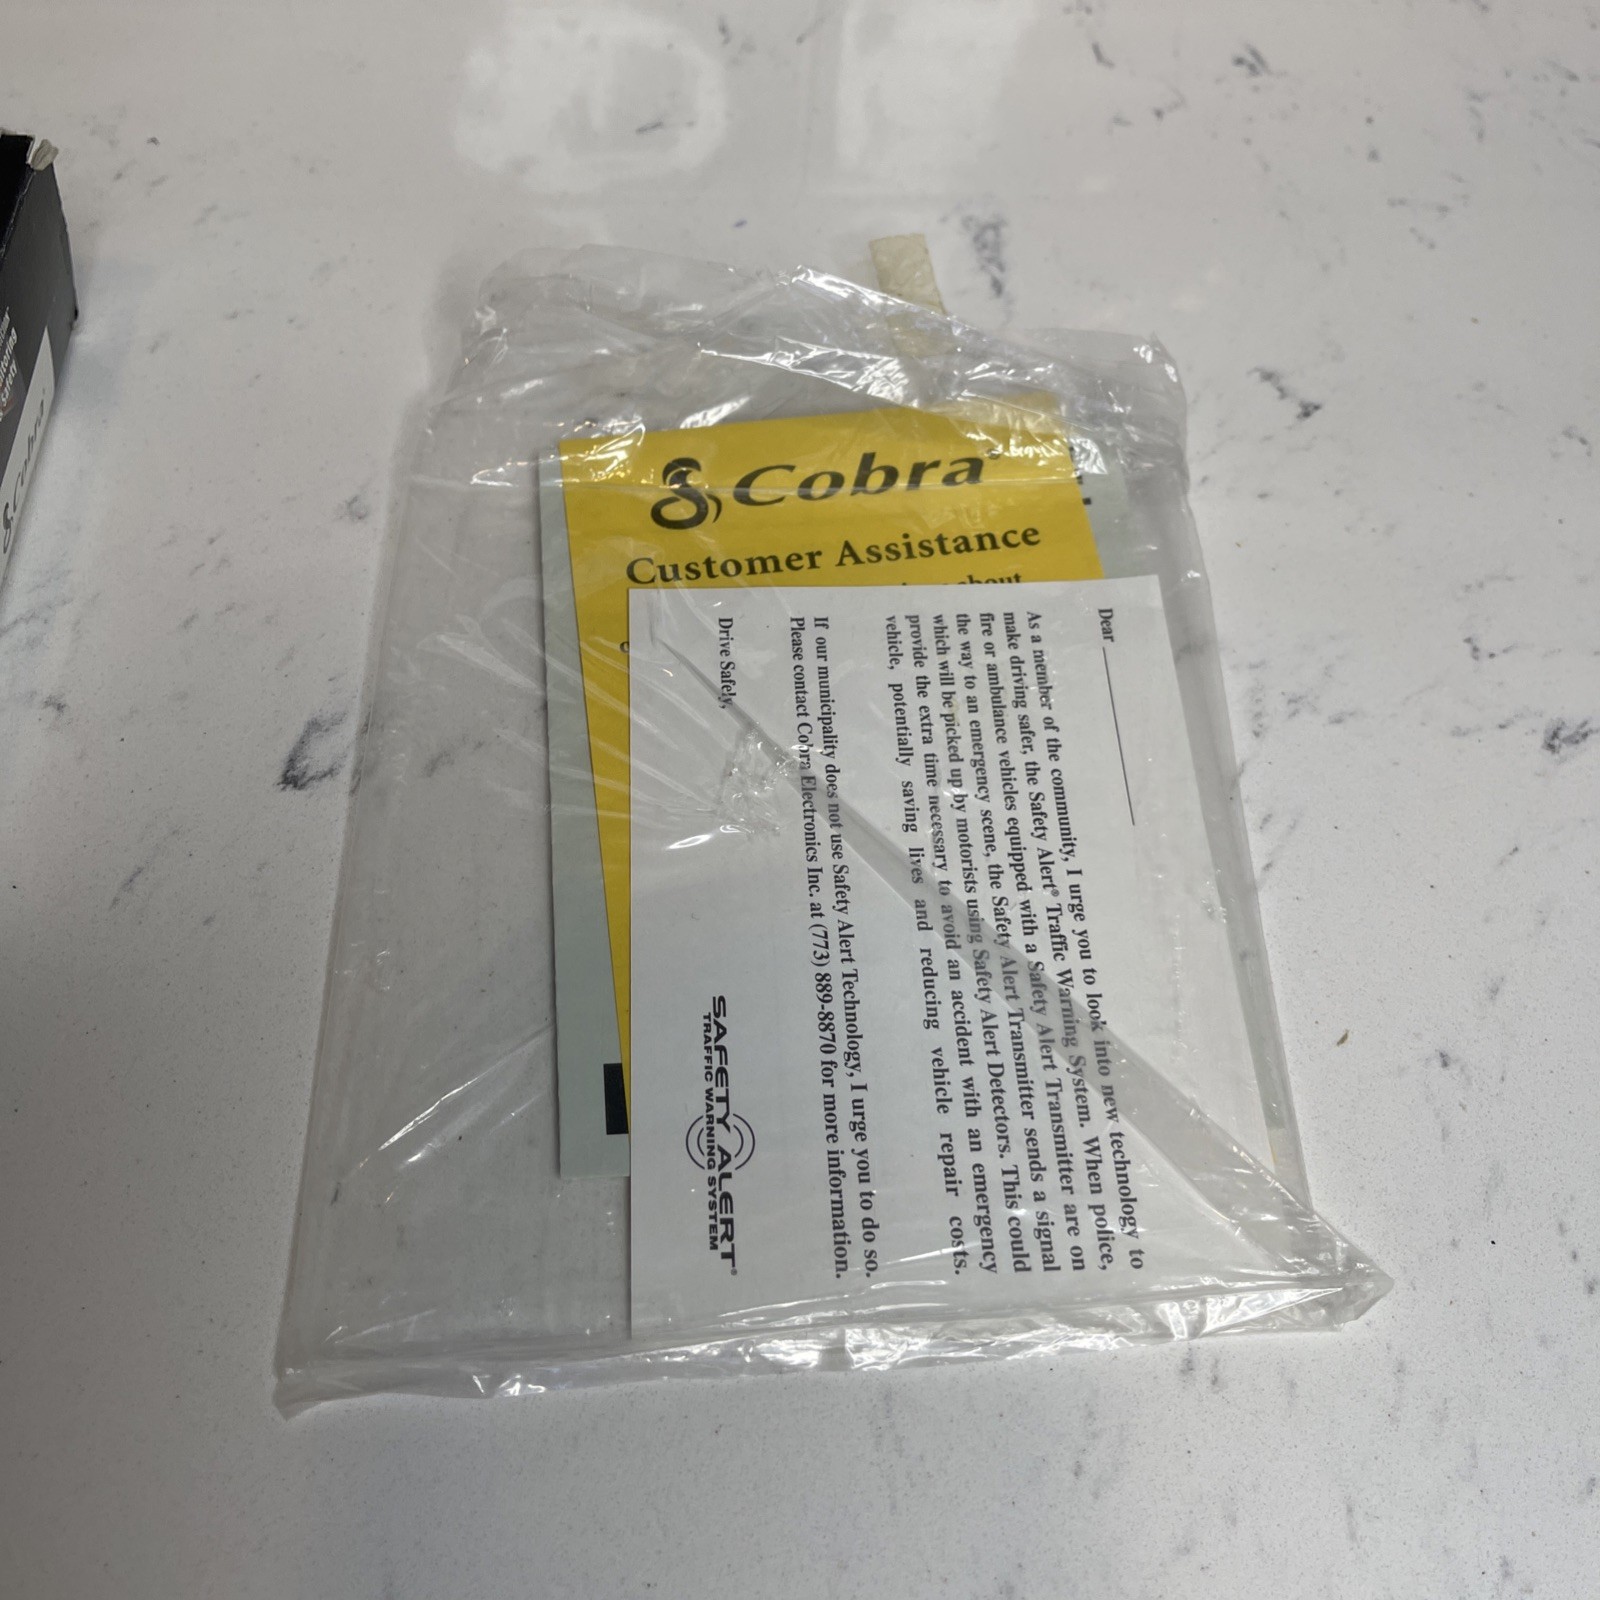 Cobra
Customer Assistance
about
Dear
As a member of the community, I urge you to look into new technology to
make driving safer, the Safety Alert® Traffic Warning System. When police,
fire or ambulance vehicles equipped with a Safety Alert Transmitter are on
the way to an emergency scene, the Safety Alert Transmitter sends a signal
which will be picked up by motorists using Safety Alert Detectors. This could
provide the extra time necessary to avoid an accident with an emergency
vehicle, potentially saving lives and reducing vehicle repair costs.
If our municipality does not use Safety Alert Technology, I urge you to do so.
Please contact Cobra Electronics Inc. at (773) 889-8870 for more information.
Drive Safely,
SAFETY ALERT®
TRAFFIC WARNING SYSTEM
Cobra